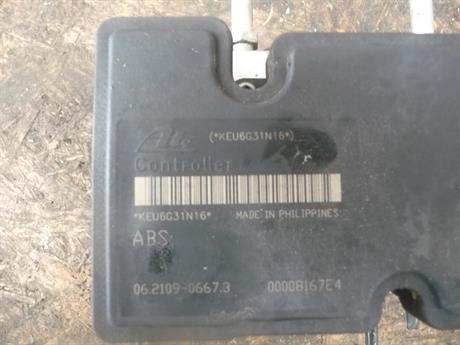 Ate (*KEU6G31N16*)
Controller
*KEU6G31N16* MADE IN PHILIPPINES
ABS
06.2109-0667.3 00008167E4